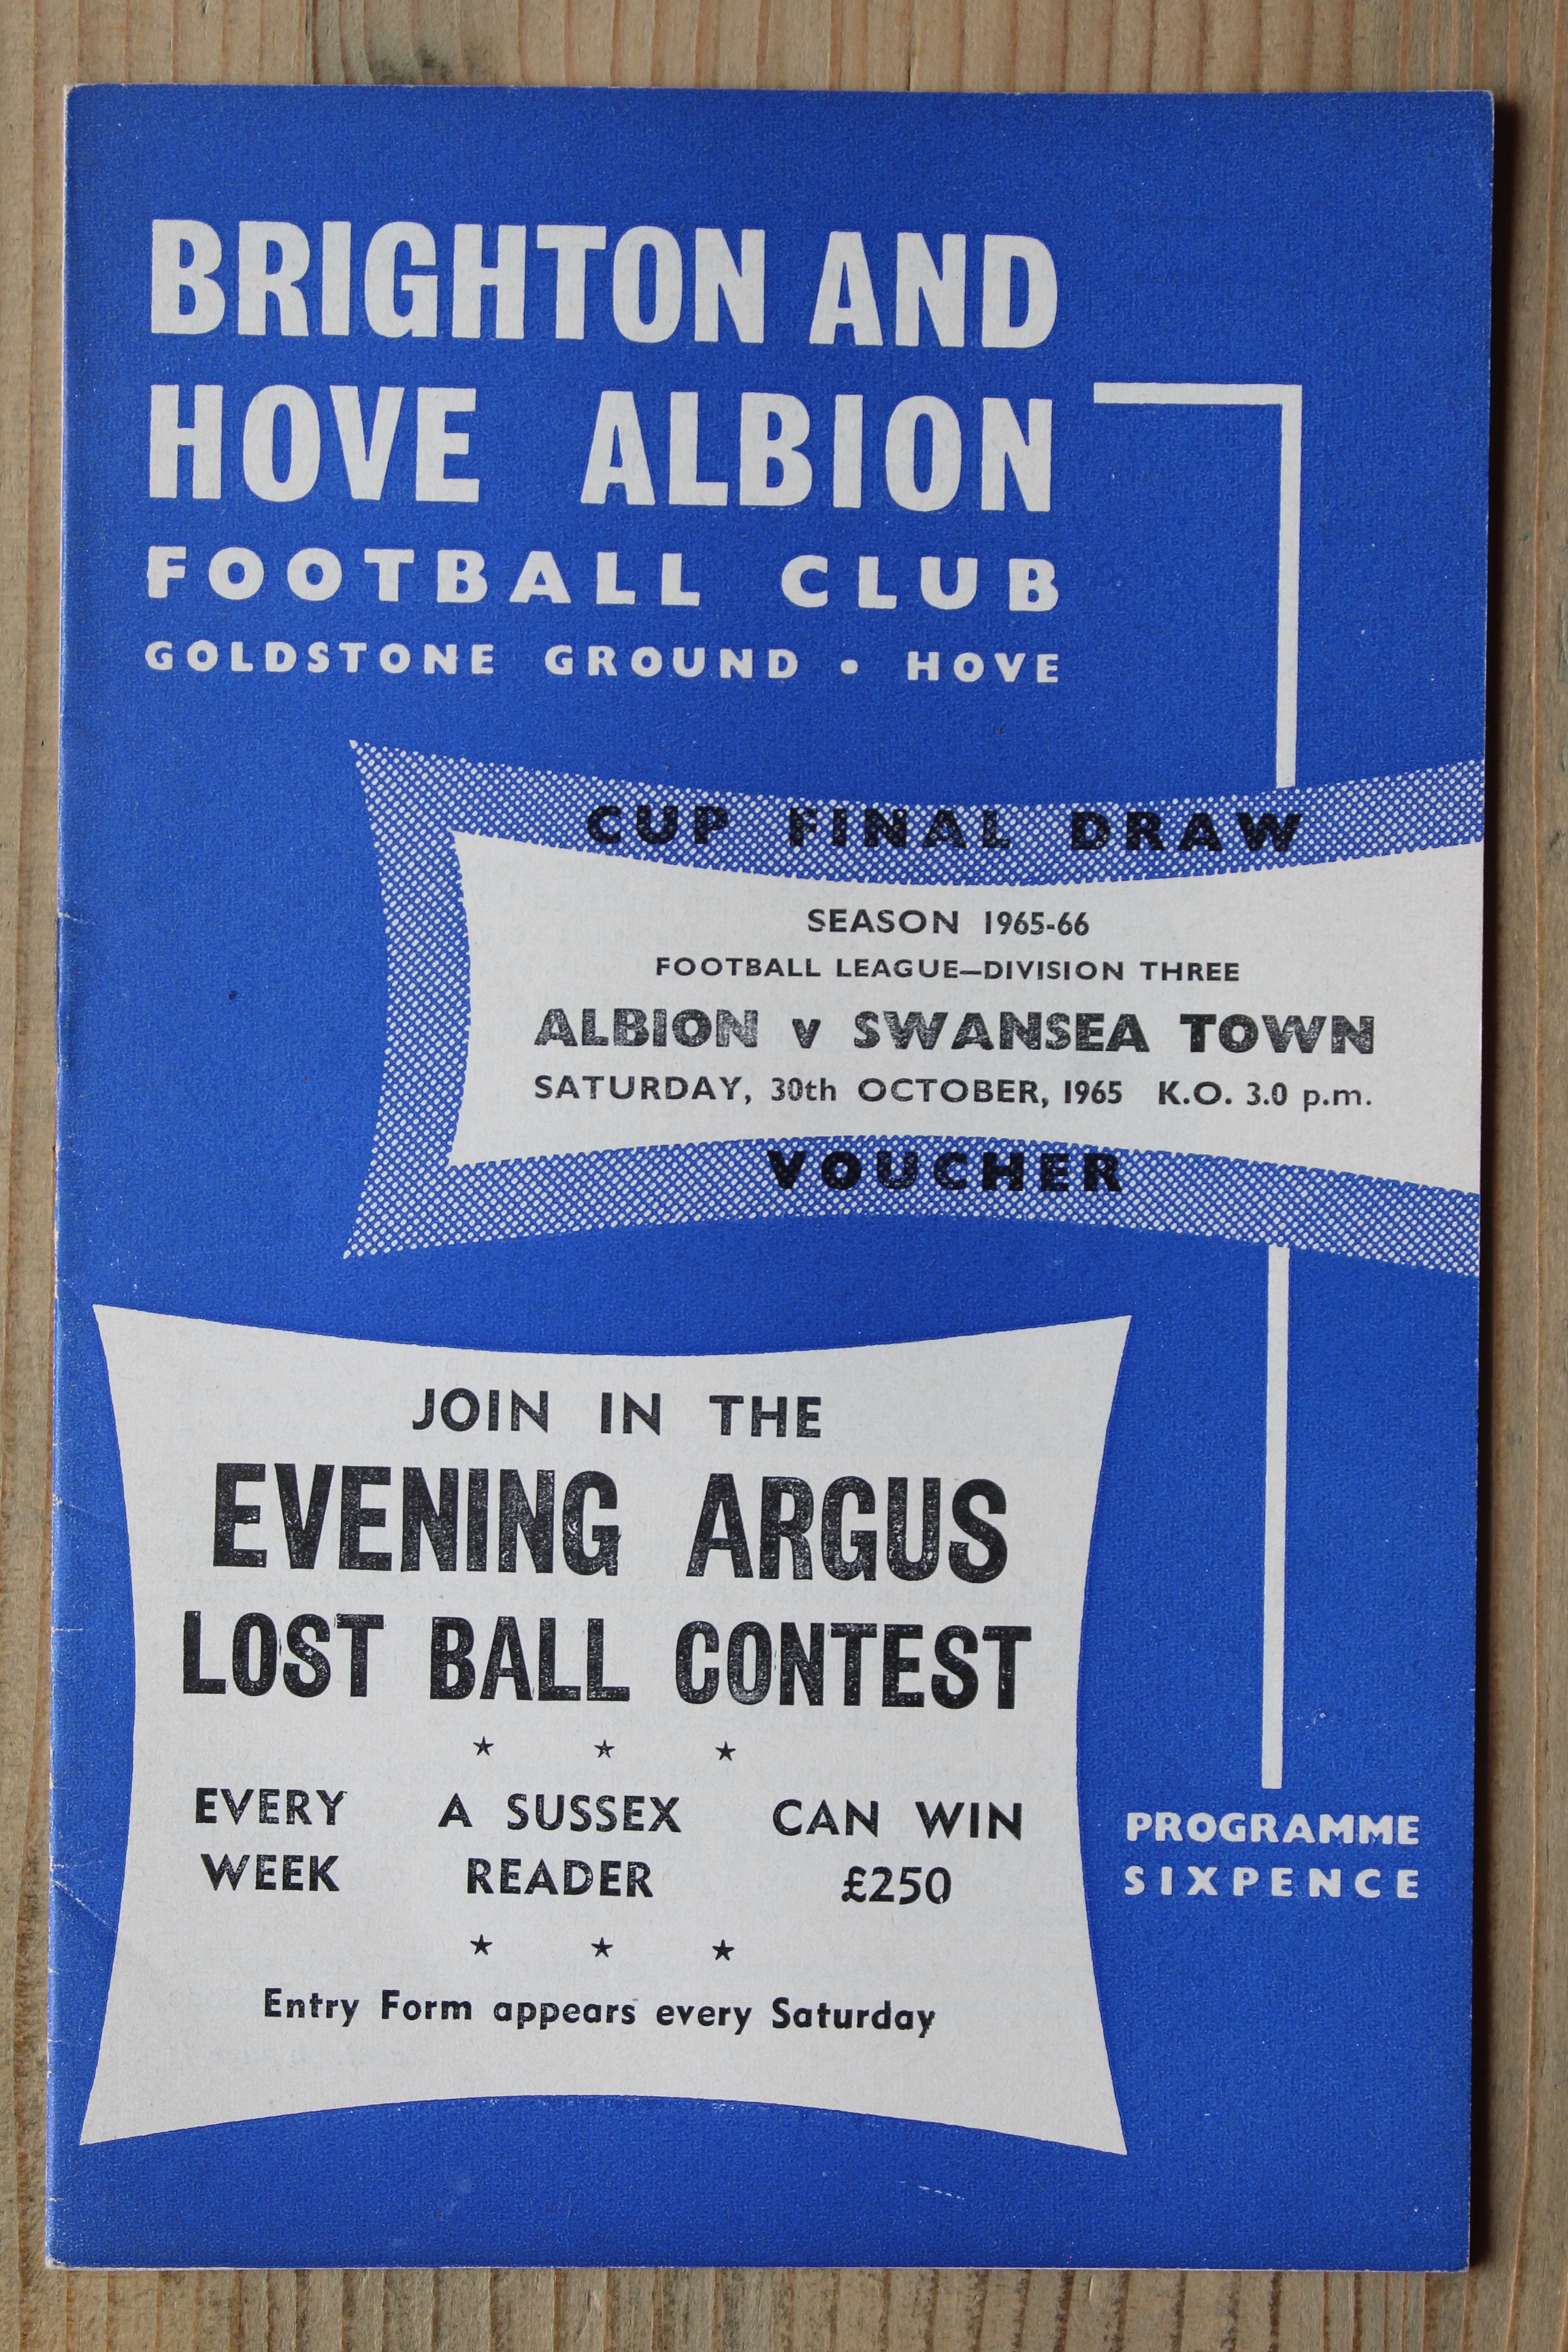 BRIGHTON AND
HOVE ALBION
FOOTBALL CLUB
GOLDSTONE GROUND • HOVE
CUP FINAL DRAW
SEASON 1965-66
FOOTBALL LEAGUE—DIVISION THREE
ALBION v SWANSEA TOWN
SATURDAY, 30th OCTOBER, 1965 K.O. 3.0 p.m.
VOUCHER
JOIN IN THE
EVENING ARGUS
LOST BALL CONTEST
★ ★ ★
EVERY A SUSSEX CAN WIN
WEEK READER £250
★ ★ ★
Entry Form appears every Saturday
PROGRAMME
SIXPENCE